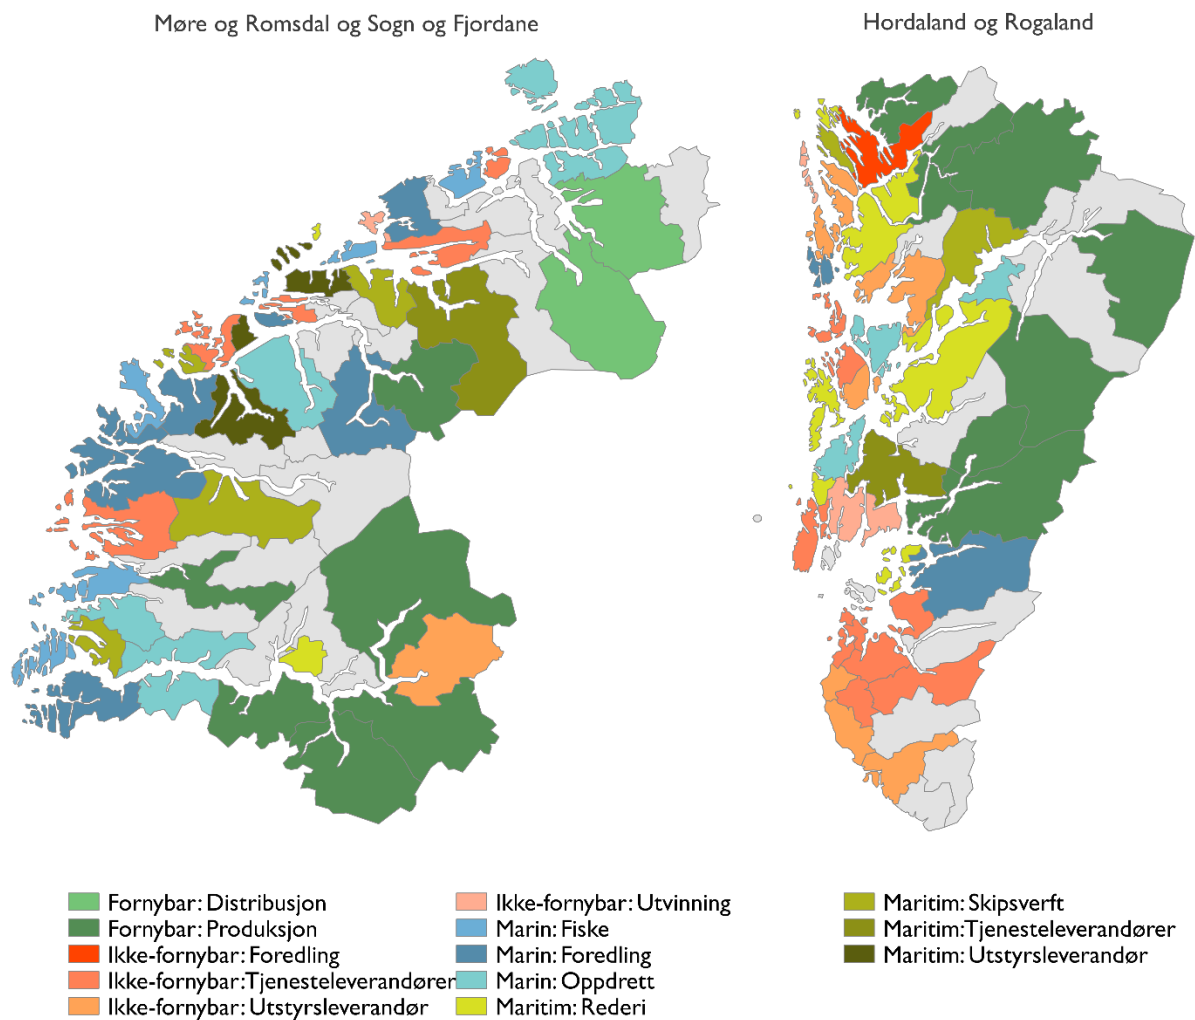 Møre og Romsdal og Sogn og Fjordane
Hordaland og Rogaland
Fornybar: Distribusjon
Fornybar: Produksjon
Ikke-fornybar: Foredling
Ikke-fornybar: Tjenesteleverandører
Ikke-fornybar: Utstyrsleverandør
Ikke-fornybar: Utvinning
Marin: Fiske
Marin: Foredling
Marin: Oppdrett
Maritim: Rederi
Maritim: Skipsverft
Maritim: Tjenesteleverandører
Maritim: Utstyrsleverandør